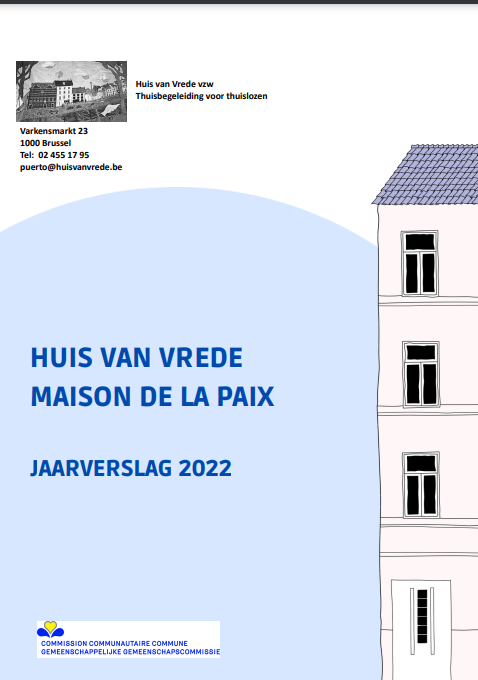 Huis van Vrede vzw
Thuisbegeleiding voor thuislozen
Varkensmarkt 23
1000 Brussel
Tel: 02 455 17 95
puerto@huisvanvrede.be
HUIS VAN VREDE
MAISON DE LA PAIX
JAARVERSLAG 2022
COMMISSION COMMUNAUTAIRE COMMUNE
GEMEENSCHAPPELIJKE GEMEENSCHAPSCOMMISSIE